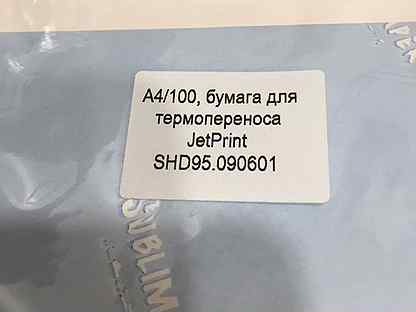 A4/100, бумага для
термопереноса
JetPrint
SHD95.090601